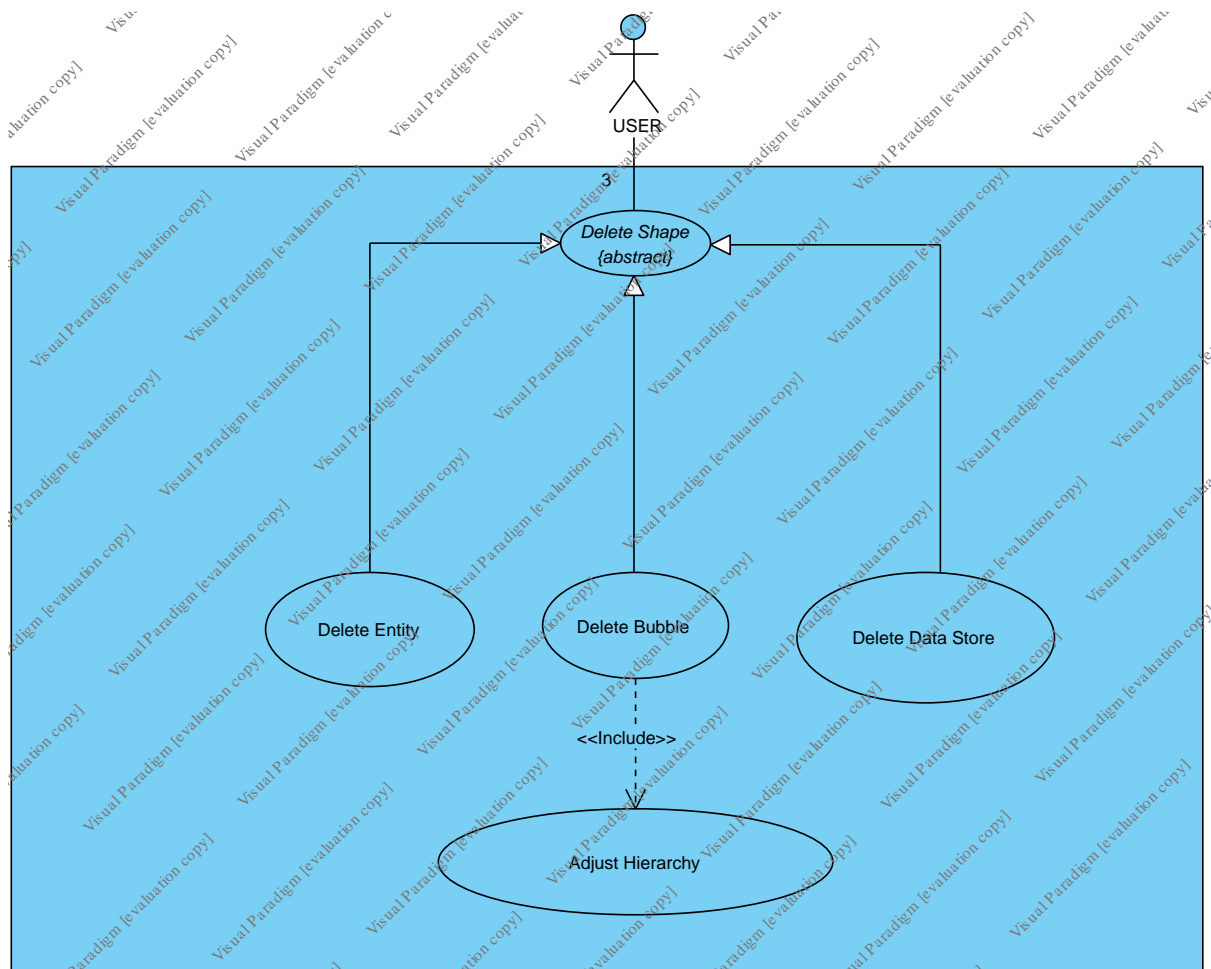 USER
3
Delete Shape
{abstract}
Delete Entity
Delete Bubble
Delete Data Store
<<Include>>
Adjust Hierarchy
Visual Paradigm [evaluation copy]